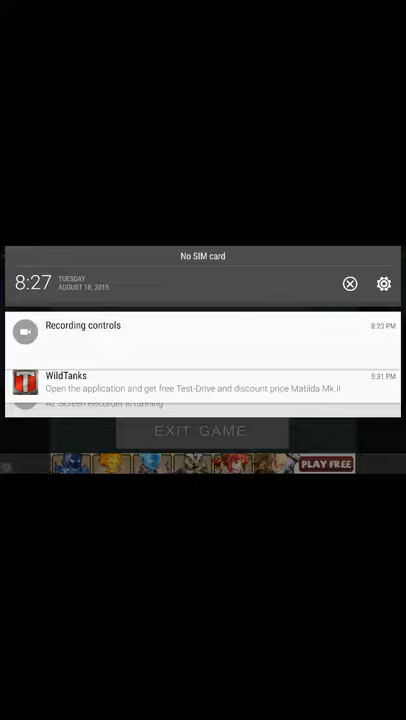 No SIM card
8:27
TUESDAY
AUGUST 18, 2015
Recording controls
8:23 PM
WildTanks
5:31 PM
Open the application and get free Test-Drive and discount price Matilda Mk.II
AZ Screen Recorder is running
EXIT GAME
PLAY FREE